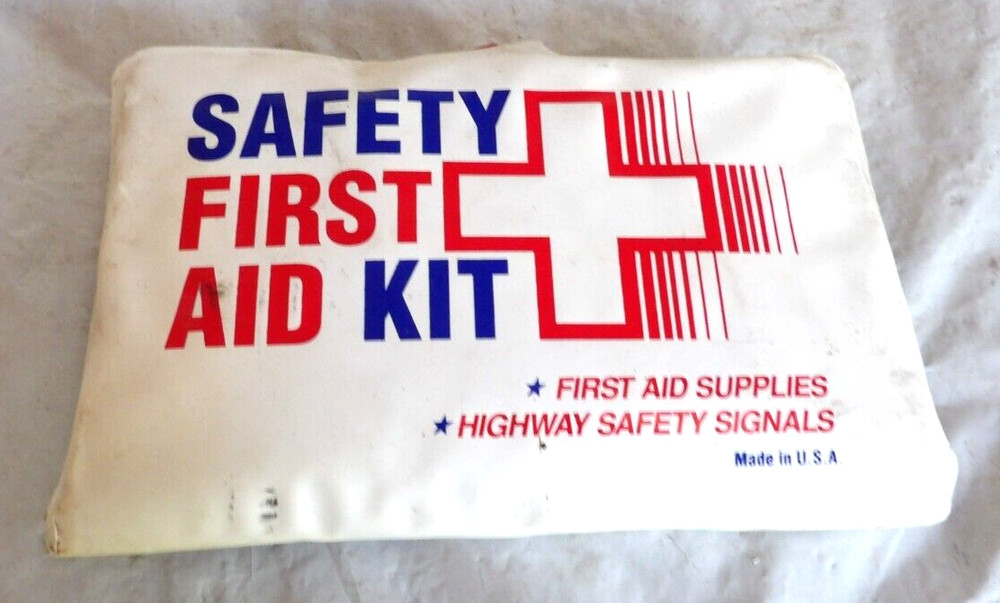 SAFETY
FIRST
AID KIT
★ FIRST AID SUPPLIES
★ HIGHWAY SAFETY SIGNALS
Made in U.S.A.